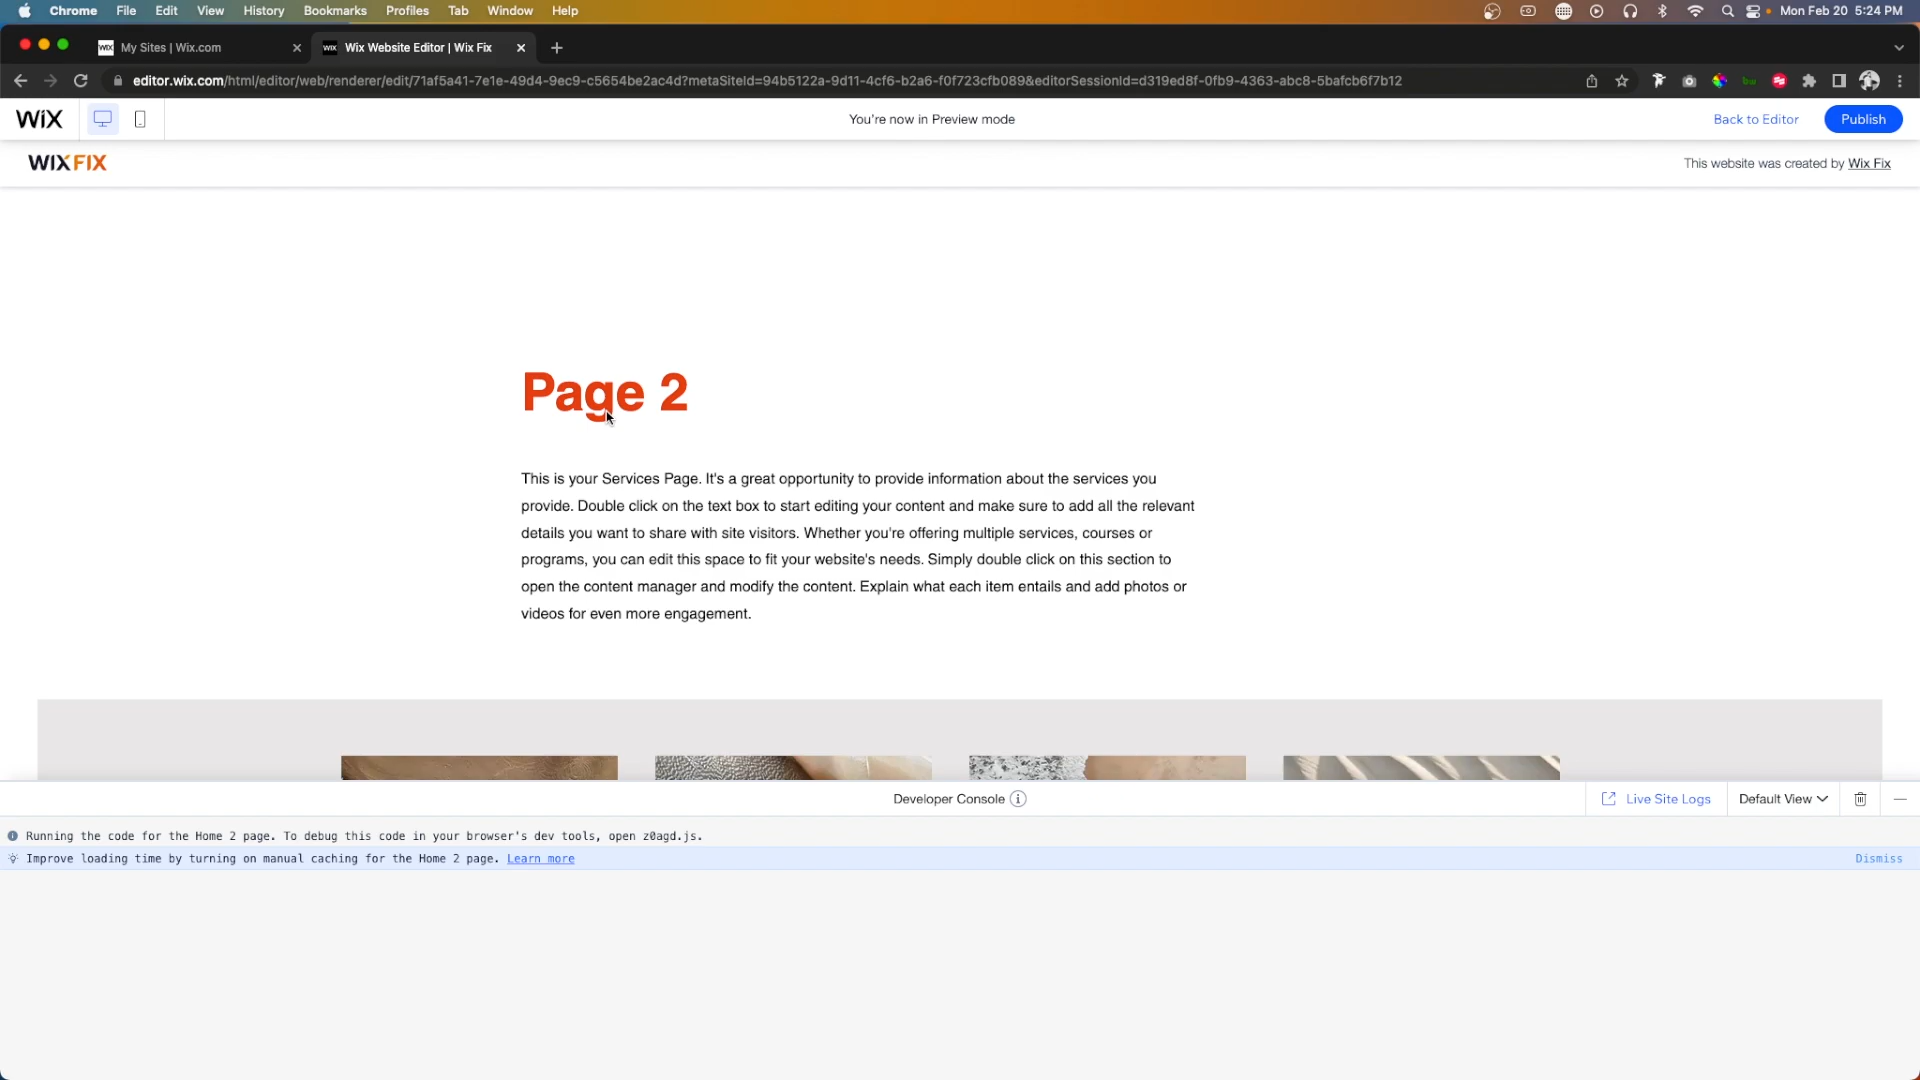 Chrome File Edit View History Bookmarks Profiles Tab Window Help Mon Feb 20 5:24 PM
WiX My Sites | Wix.com WiX Wix Website Editor | Wix Fix
editor.wix.com/html/editor/web/renderer/edit/71af5a41-7e1e-49d4-9ec9-c5654be2ac4d?metaSiteId=94b5122a-9d11-4cf6-b2a6-f0f723cfb089&editorSessionId=d319ed8f-0fb9-4363-abc8-5bafcb6f7b12
WiX You're now in Preview mode Back to Editor Publish
WIXFIX This website was created by Wix Fix
Page 2
This is your Services Page. It's a great opportunity to provide information about the services you
provide. Double click on the text box to start editing your content and make sure to add all the relevant
details you want to share with site visitors. Whether you're offering multiple services, courses or
programs, you can edit this space to fit your website's needs. Simply double click on this section to
open the content manager and modify the content. Explain what each item entails and add photos or
videos for even more engagement.
Developer Console Live Site Logs Default View
Running the code for the Home 2 page. To debug this code in your browser's dev tools, open z0agd.js.
Improve loading time by turning on manual caching for the Home 2 page. Learn more Dismiss